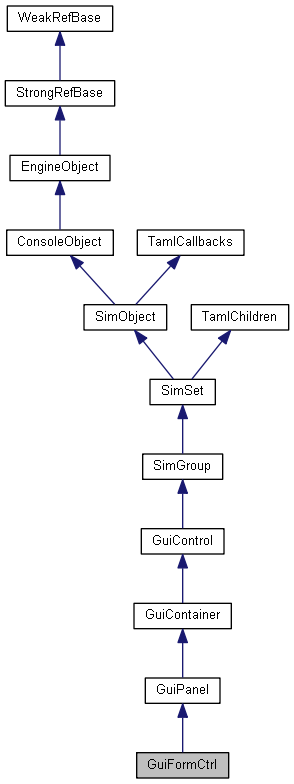 WeakRefBase
StrongRefBase
EngineObject
ConsoleObject
TamlCallbacks
SimObject
TamlChildren
SimSet
SimGroup
GuiControl
GuiContainer
GuiPanel
GuiFormCtrl